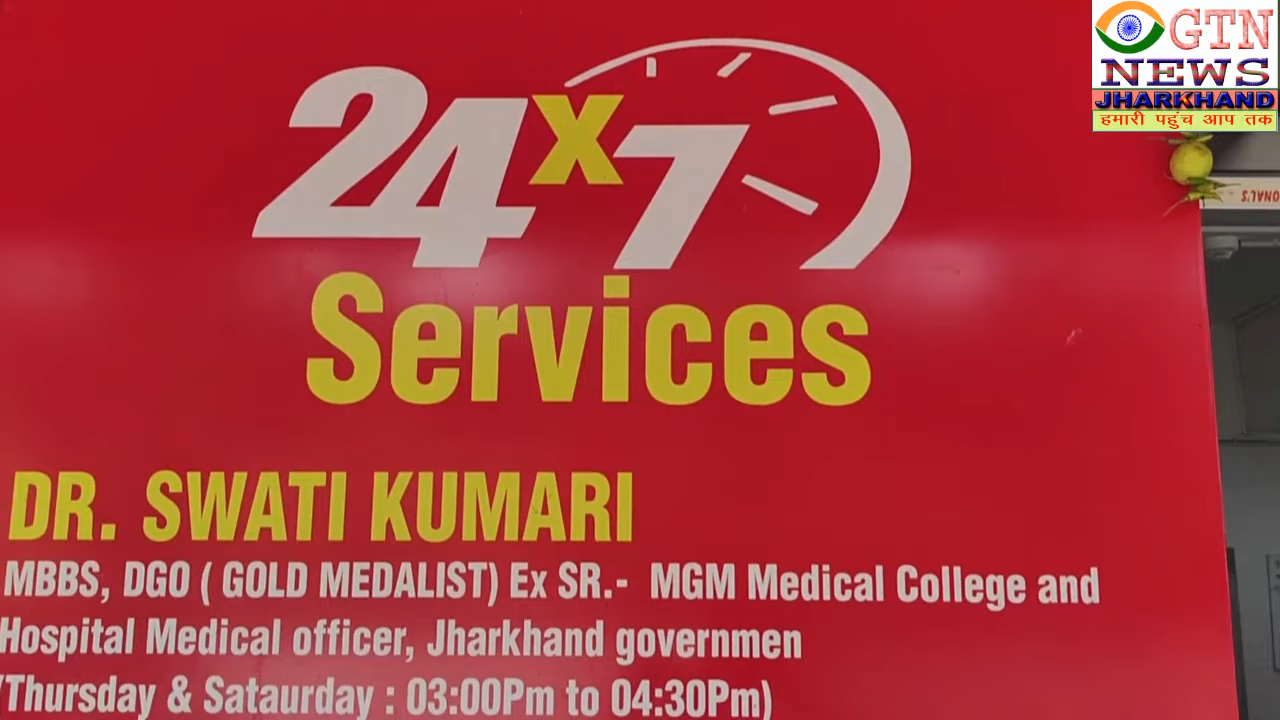 GTN
NEWS
JHARKHAND
हमारी पहुंच आप तक
24x7
Services
DR. SWATI KUMARI
MBBS, DGO ( GOLD MEDALIST) Ex SR.- MGM Medical College and
Hospital Medical officer, Jharkhand governmen
(Thursday & Sataurday : 03:00Pm to 04:30Pm)